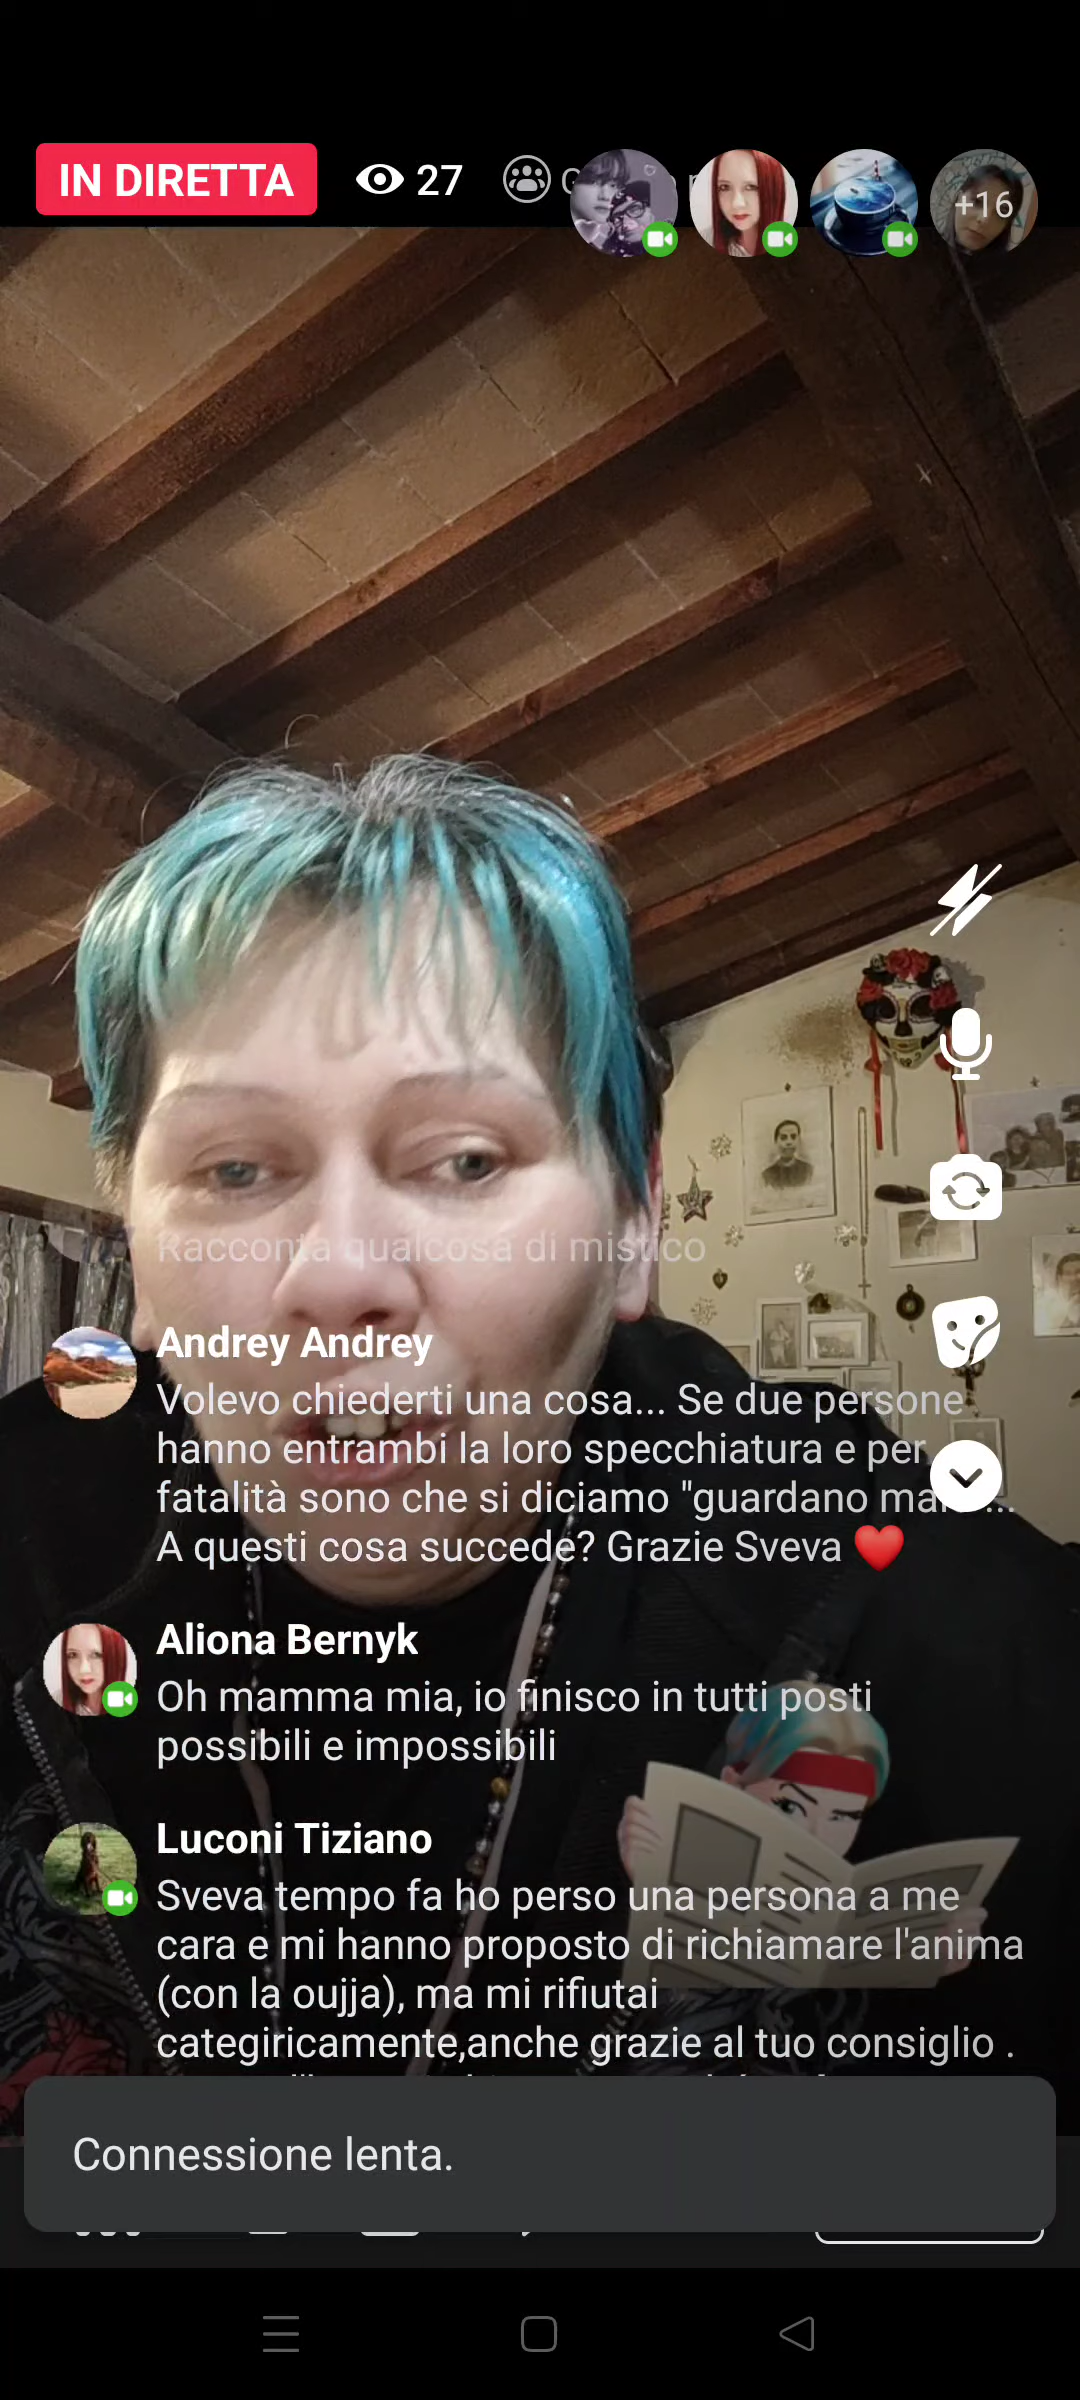 IN DIRETTA
27
+16
Racconta qualcosa di mistico
Andrey Andrey
Volevo chiederti una cosa... Se due persone
hanno entrambi la loro specchiatura e per
fatalità sono che si diciamo "guardano
A questi cosa succede? Grazie Sveva ❤️
Aliona Bernyk
Oh mamma mia, io finisco in tutti posti
possibili e impossibili
Luconi Tiziano
Sveva tempo fa ho perso una persona a me
cara e mi hanno proposto di richiamare l'anima
(con la oujja), ma mi rifiutai
categiricamente,anche grazie al tuo consiglio .
Connessione lenta.